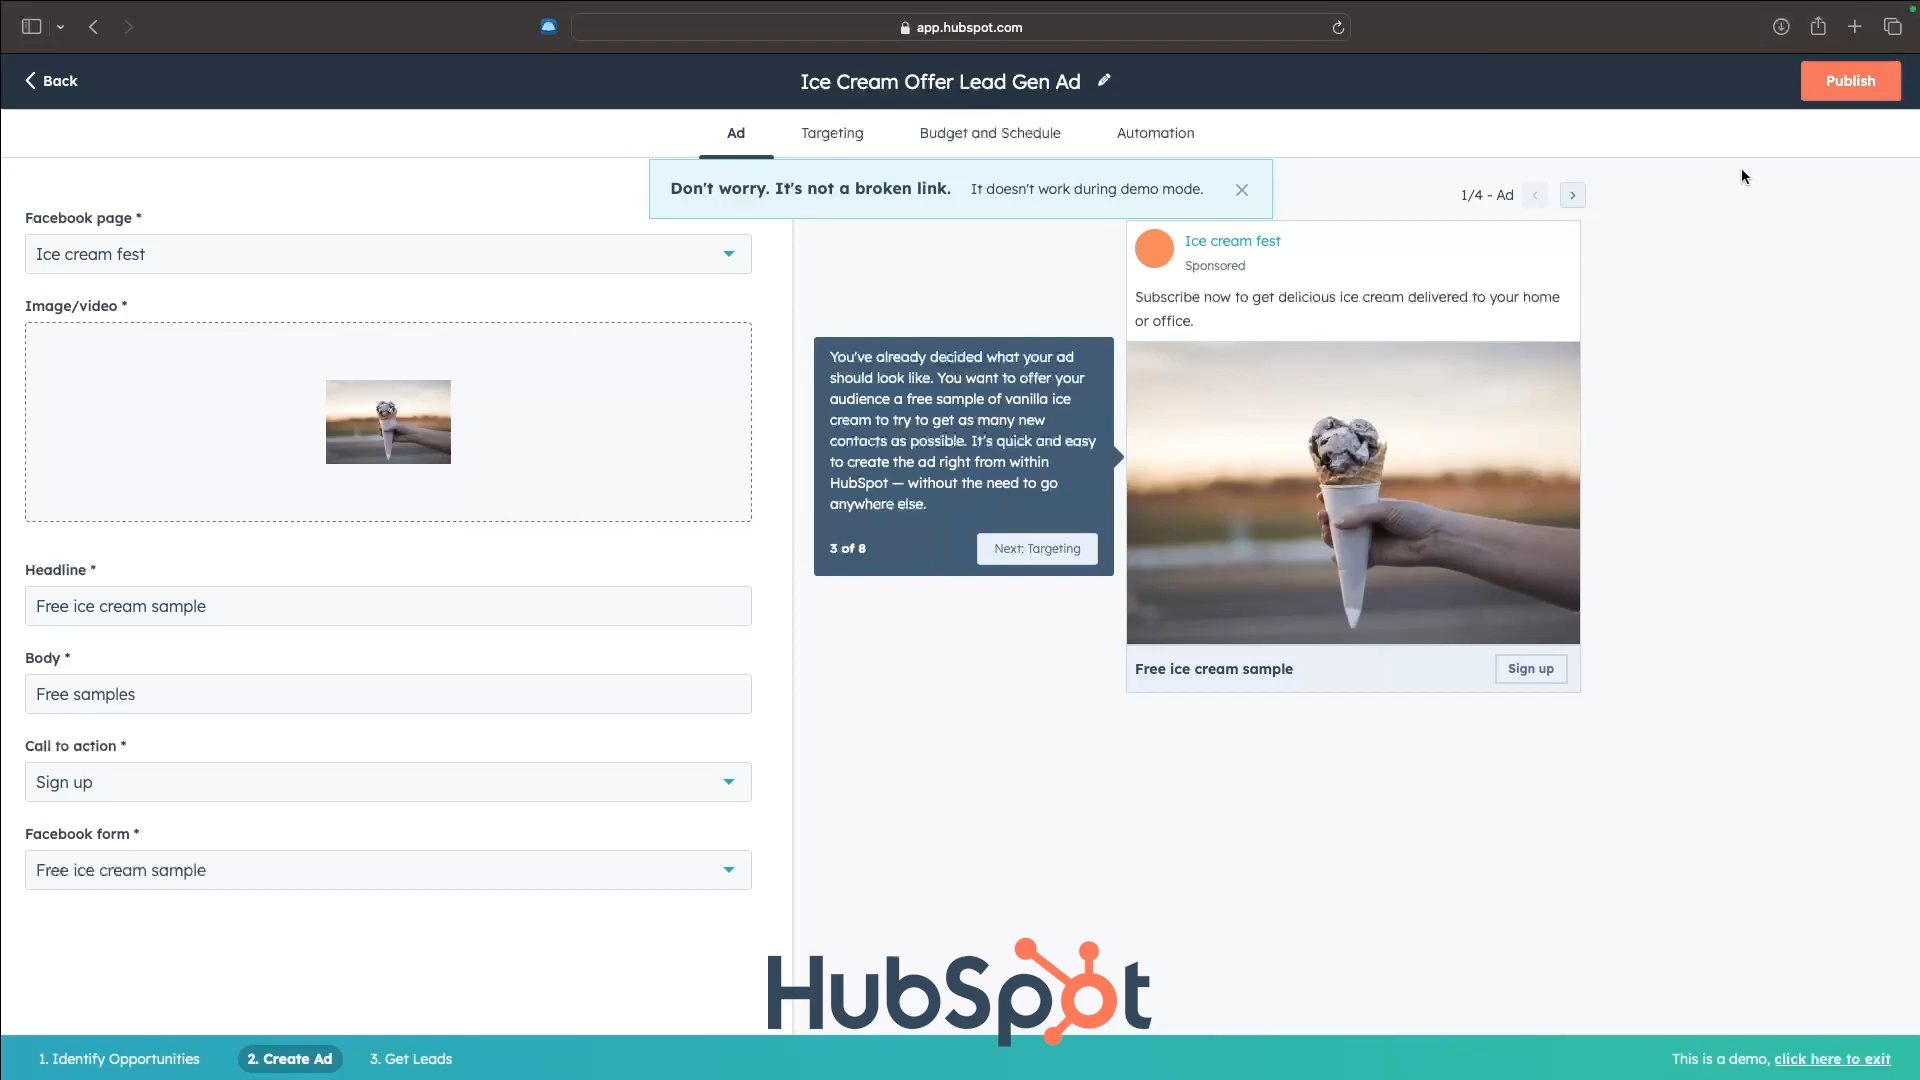 app.hubspot.com
Back
Ice Cream Offer Lead Gen Ad
Publish
Ad
Targeting
Budget and Schedule
Automation
Don't worry. It's not a broken link. It doesn't work during demo mode.
1/4 - Ad
Facebook page *
Ice cream fest
Image/video *
Headline *
Free ice cream sample
Body *
Free samples
Call to action *
Sign up
Facebook form *
Free ice cream sample
You've already decided what your ad
should look like. You want to offer your
audience a free sample of vanilla ice
cream to try to get as many new
contacts as possible. It's quick and easy
to create the ad right from within
HubSpot — without the need to go
anywhere else.
3 of 8
Next: Targeting
Ice cream fest
Sponsored
Subscribe now to get delicious ice cream delivered to your home
or office.
Free ice cream sample
Sign up
HubSpot
1. Identify Opportunities
2. Create Ad
3. Get Leads
This is a demo, click here to exit